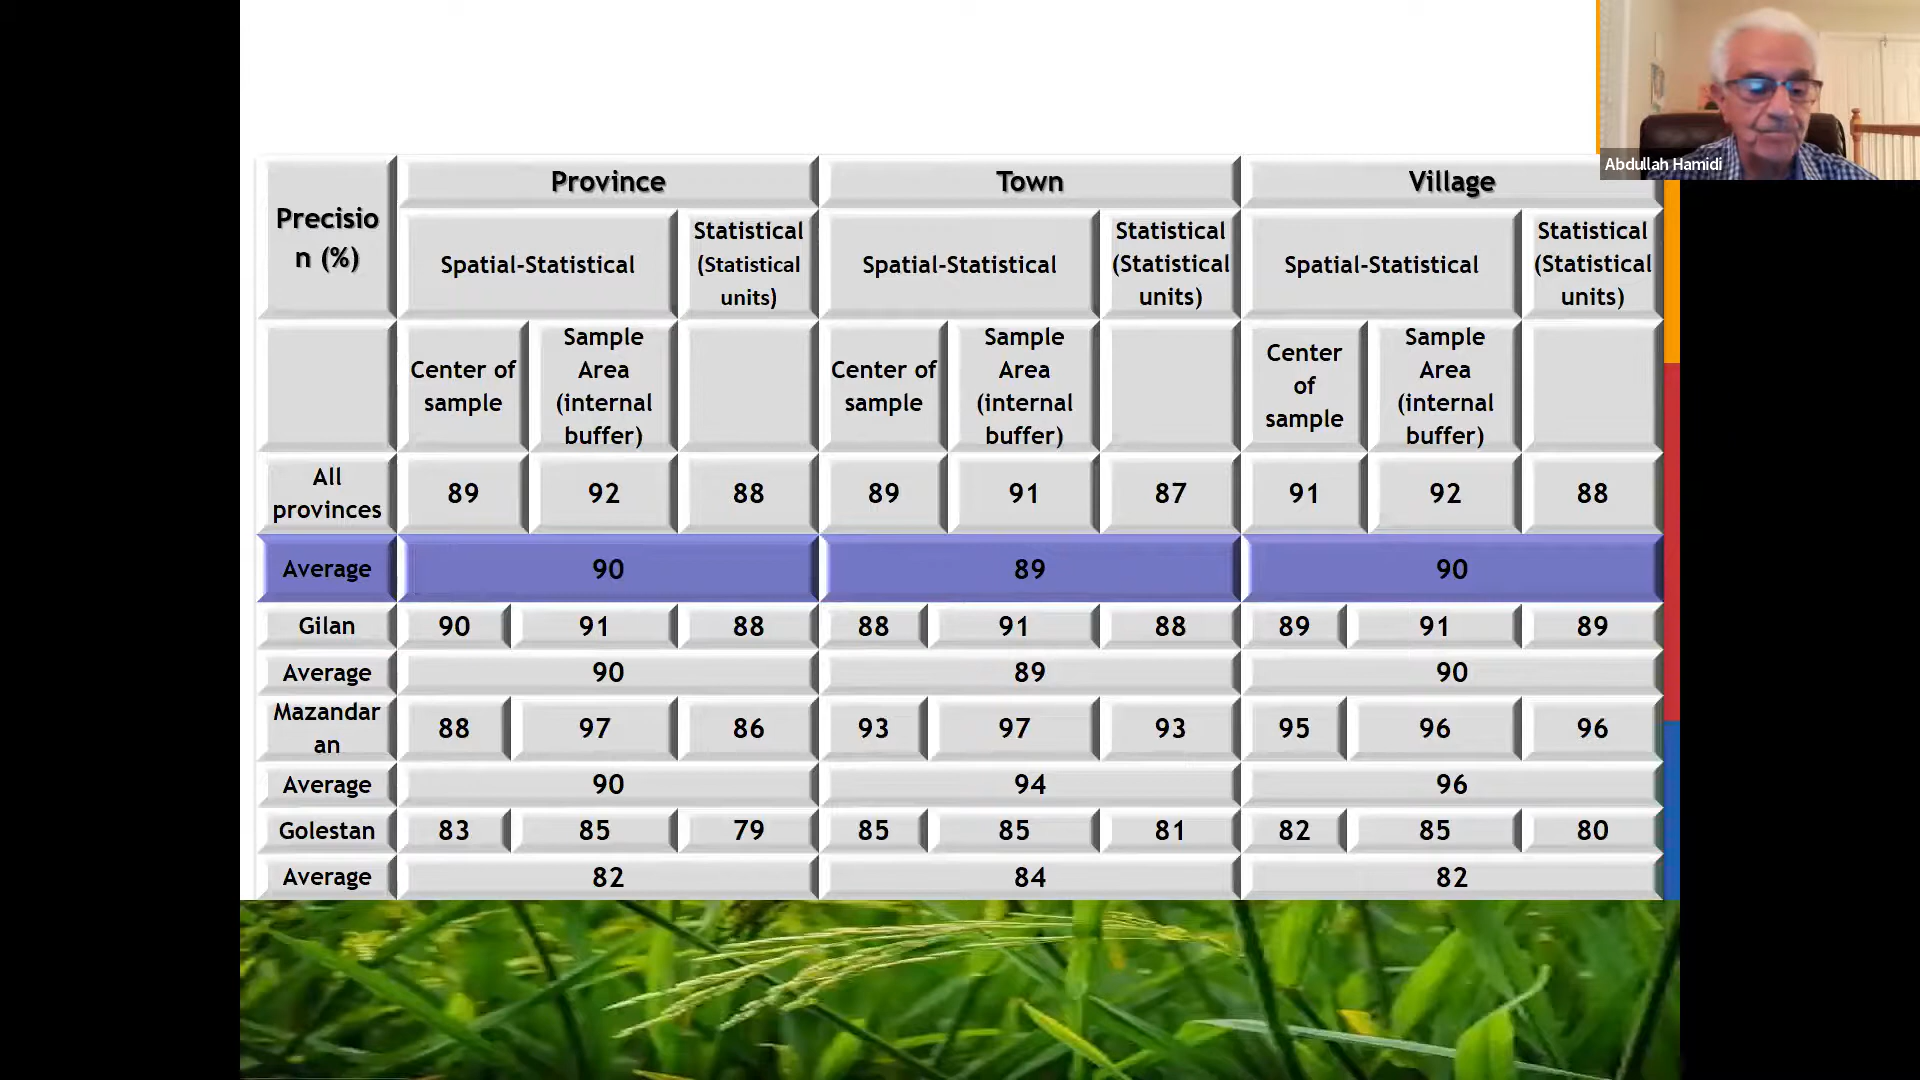 Abdullah Hamidi
Province Town Village
Precisio
n (%)
Spatial-Statistical
Statistical
(Statistical
units)
Spatial-Statistical
Statistical
(Statistical
units)
Spatial-Statistical
Statistical
(Statistical
units)
Center of
sample
Sample
Area
(internal
buffer)
Center of
sample
Sample
Area
(internal
buffer)
Center
of
sample
Sample
Area
(internal
buffer)
All
provinces
89 92 88 89 91 87 91 92 88
Average 90 89 90
Gilan 90 91 88 88 91 88 89 91 89
Average 90 89 90
Mazandar
an
88 97 86 93 97 93 95 96 96
Average 90 94 96
Golestan 83 85 79 85 85 81 82 85 80
Average 82 84 82